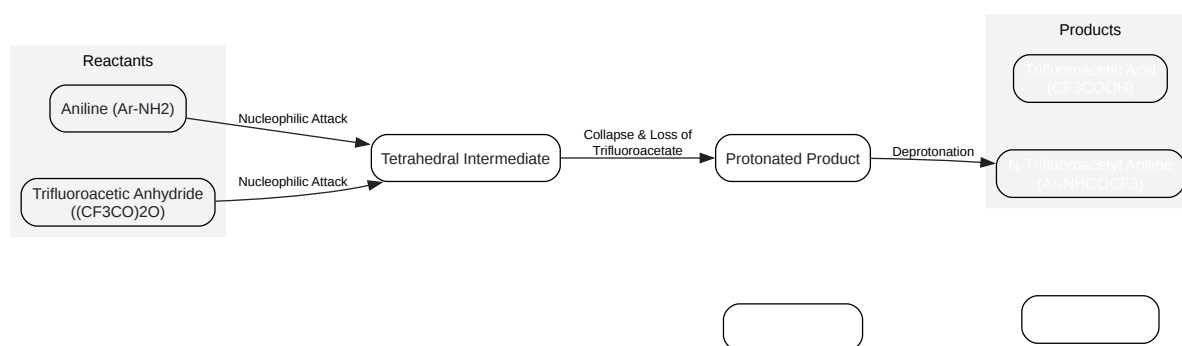 Reactants
Aniline (Ar-NH2)
Trifluoroacetic Anhydride
((CF3CO)2O)
Nucleophilic Attack
Nucleophilic Attack
Tetrahedral Intermediate
Collapse & Loss of
Trifluoroacetate
Protonated Product
Deprotonation
Products
Trifluoroacetic Acid
(CF3COOH)
N-Trifluoroacetyl Aniline
(Ar-NHCOCF3)